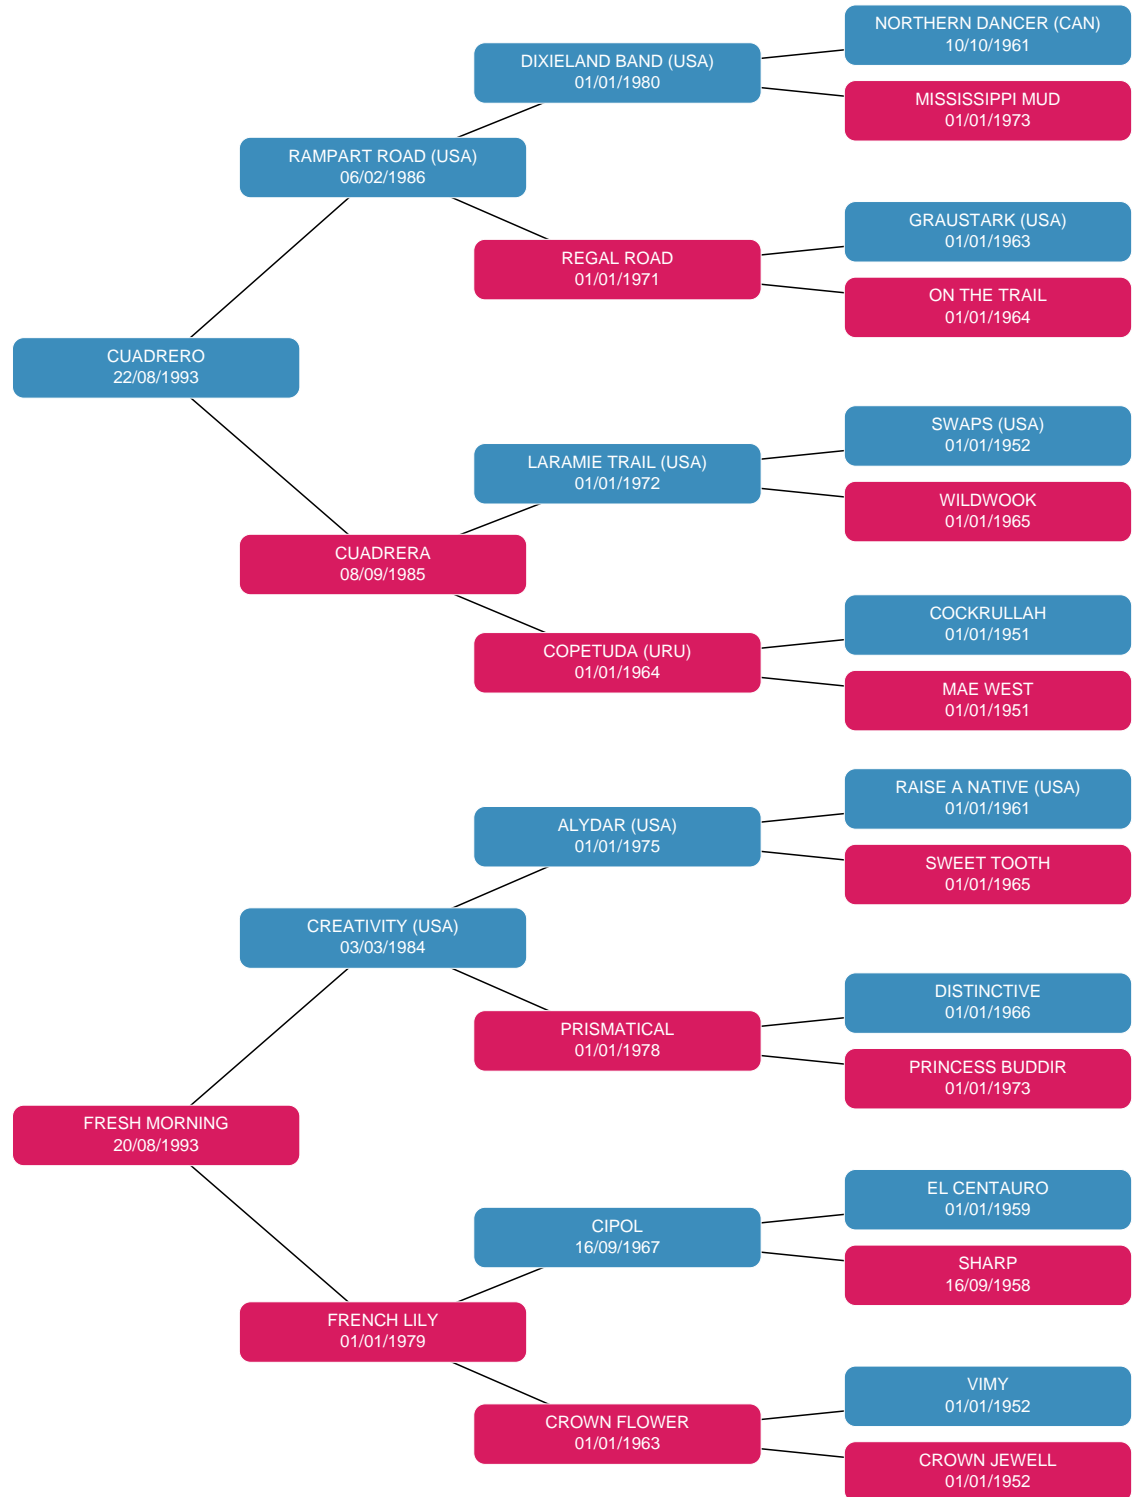 NORTHERN DANCER (CAN)
10/10/1961
DIXIELAND BAND (USA)
01/01/1980
MISSISSIPPI MUD
01/01/1973
RAMPART ROAD (USA)
06/02/1986
GRAUSTARK (USA)
01/01/1963
REGAL ROAD
01/01/1971
ON THE TRAIL
01/01/1964
CUADRERO
22/08/1993
SWAPS (USA)
01/01/1952
LARAMIE TRAIL (USA)
01/01/1972
WILDWOOK
01/01/1965
CUADRERA
08/09/1985
COCKRULLAH
01/01/1951
COPETUDA (URU)
01/01/1964
MAE WEST
01/01/1951
RAISE A NATIVE (USA)
01/01/1961
ALYDAR (USA)
01/01/1975
SWEET TOOTH
01/01/1965
CREATIVITY (USA)
03/03/1984
DISTINCTIVE
01/01/1966
PRISMATICAL
01/01/1978
PRINCESS BUDDIR
01/01/1973
FRESH MORNING
20/08/1993
EL CENTAURO
01/01/1959
CIPOL
16/09/1967
SHARP
16/09/1958
FRENCH LILY
01/01/1979
VIMY
01/01/1952
CROWN FLOWER
01/01/1963
CROWN JEWELL
01/01/1952